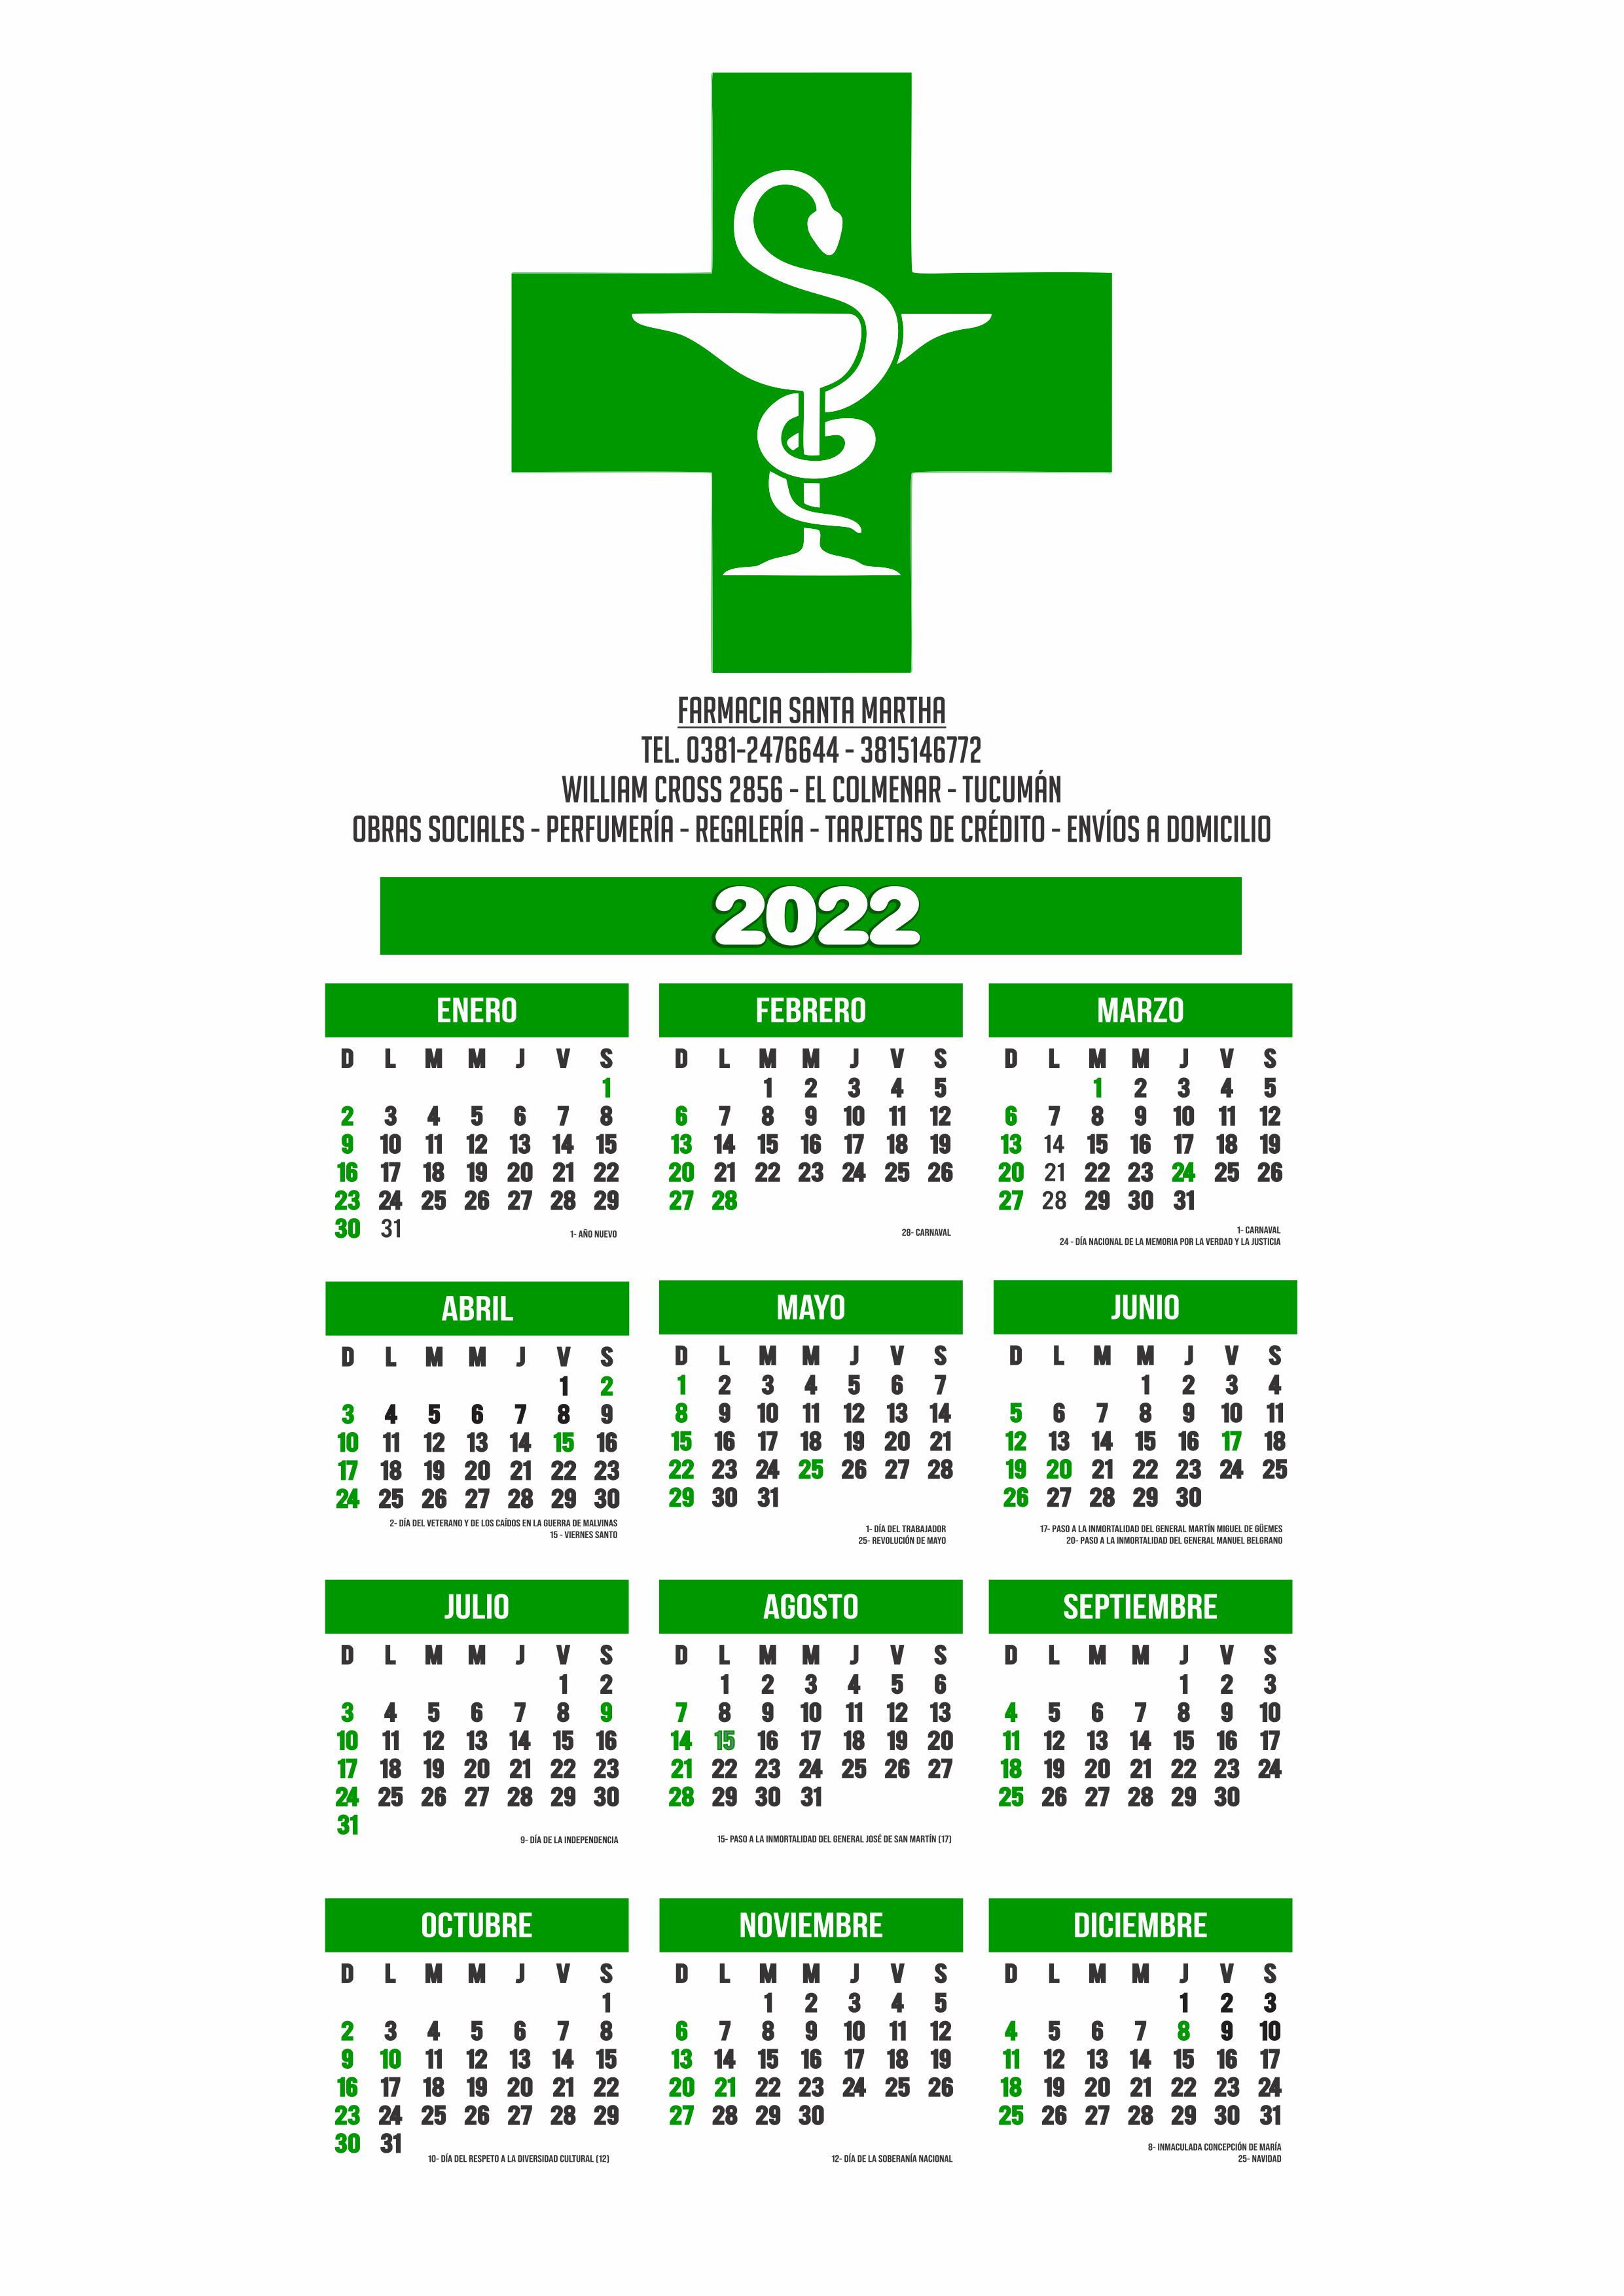 FARMACIA SANTA MARTHA
TEL. 0381-2476644 - 3815146772
WILLIAM CROSS 2856 - EL COLMENAR - TUCUMÁN
OBRAS SOCIALES - PERFUMERÍA - REGALERÍA - TARJETAS DE CRÉDITO - ENVÍOS A DOMICILIO
2022
ENERO
D L M M J V S
1
2 3 4 5 6 7 8
9 10 11 12 13 14 15
16 17 18 19 20 21 22
23 24 25 26 27 28 29
30 31
1- AÑO NUEVO
FEBRERO
D L M M J V S
1 2 3 4 5
6 7 8 9 10 11 12
13 14 15 16 17 18 19
20 21 22 23 24 25 26
27 28
28- CARNAVAL
MARZO
D L M M J V S
1 2 3 4 5
6 7 8 9 10 11 12
13 14 15 16 17 18 19
20 21 22 23 24 25 26
27 28 29 30 31
1- CARNAVAL
24 - DÍA NACIONAL DE LA MEMORIA POR LA VERDAD Y LA JUSTICIA
ABRIL
D L M M J V S
1 2
3 4 5 6 7 8 9
10 11 12 13 14 15 16
17 18 19 20 21 22 23
24 25 26 27 28 29 30
2- DÍA DEL VETERANO Y DE LOS CAÍDOS EN LA GUERRA DE MALVINAS
15 - VIERNES SANTO
MAYO
D L M M J V S
1 2 3 4 5 6 7
8 9 10 11 12 13 14
15 16 17 18 19 20 21
22 23 24 25 26 27 28
29 30 31
1- DÍA DEL TRABAJADOR
25- REVOLUCIÓN DE MAYO
JUNIO
D L M M J V S
1 2 3 4
5 6 7 8 9 10 11
12 13 14 15 16 17 18
19 20 21 22 23 24 25
26 27 28 29 30
17- PASO A LA INMORTALIDAD DEL GENERAL MARTÍN MIGUEL DE GÜEMES
20- PASO A LA INMORTALIDAD DEL GENERAL MANUEL BELGRANO
JULIO
D L M M J V S
1 2
3 4 5 6 7 8 9
10 11 12 13 14 15 16
17 18 19 20 21 22 23
24 25 26 27 28 29 30
31
9- DÍA DE LA INDEPENDENCIA
AGOSTO
D L M M J V S
1 2 3 4 5 6
7 8 9 10 11 12 13
14 15 16 17 18 19 20
21 22 23 24 25 26 27
28 29 30 31
15- PASO A LA INMORTALIDAD DEL GENERAL JOSÉ DE SAN MARTÍN (17)
SEPTIEMBRE
D L M M J V S
1 2 3
4 5 6 7 8 9 10
11 12 13 14 15 16 17
18 19 20 21 22 23 24
25 26 27 28 29 30
OCTUBRE
D L M M J V S
1
2 3 4 5 6 7 8
9 10 11 12 13 14 15
16 17 18 19 20 21 22
23 24 25 26 27 28 29
30 31
10- DÍA DEL RESPETO A LA DIVERSIDAD CULTURAL (12)
NOVIEMBRE
D L M M J V S
1 2 3 4 5
6 7 8 9 10 11 12
13 14 15 16 17 18 19
20 21 22 23 24 25 26
27 28 29 30
12- DÍA DE LA SOBERANÍA NACIONAL
DICIEMBRE
D L M M J V S
1 2 3
4 5 6 7 8 9 10
11 12 13 14 15 16 17
18 19 20 21 22 23 24
25 26 27 28 29 30 31
8- INMACULADA CONCEPCIÓN DE MARÍA
25- NAVIDAD